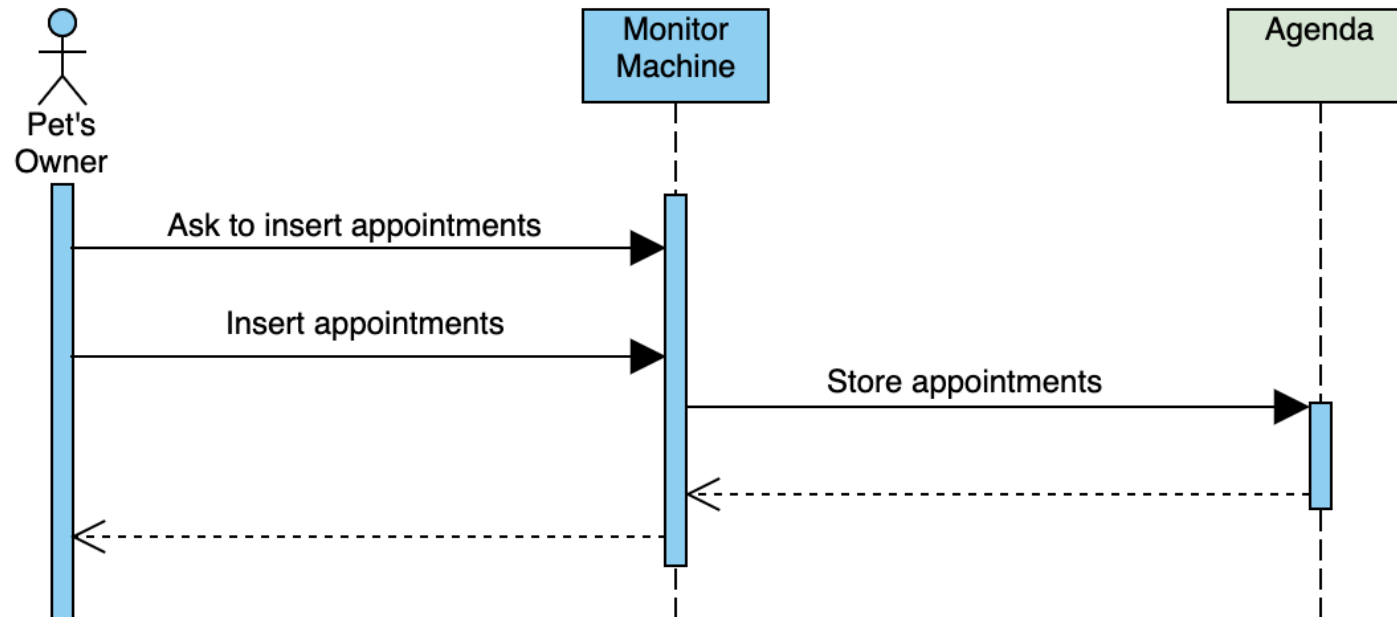 Pet's
Owner
Monitor
Machine
Agenda
Ask to insert appointments
Insert appointments
Store appointments